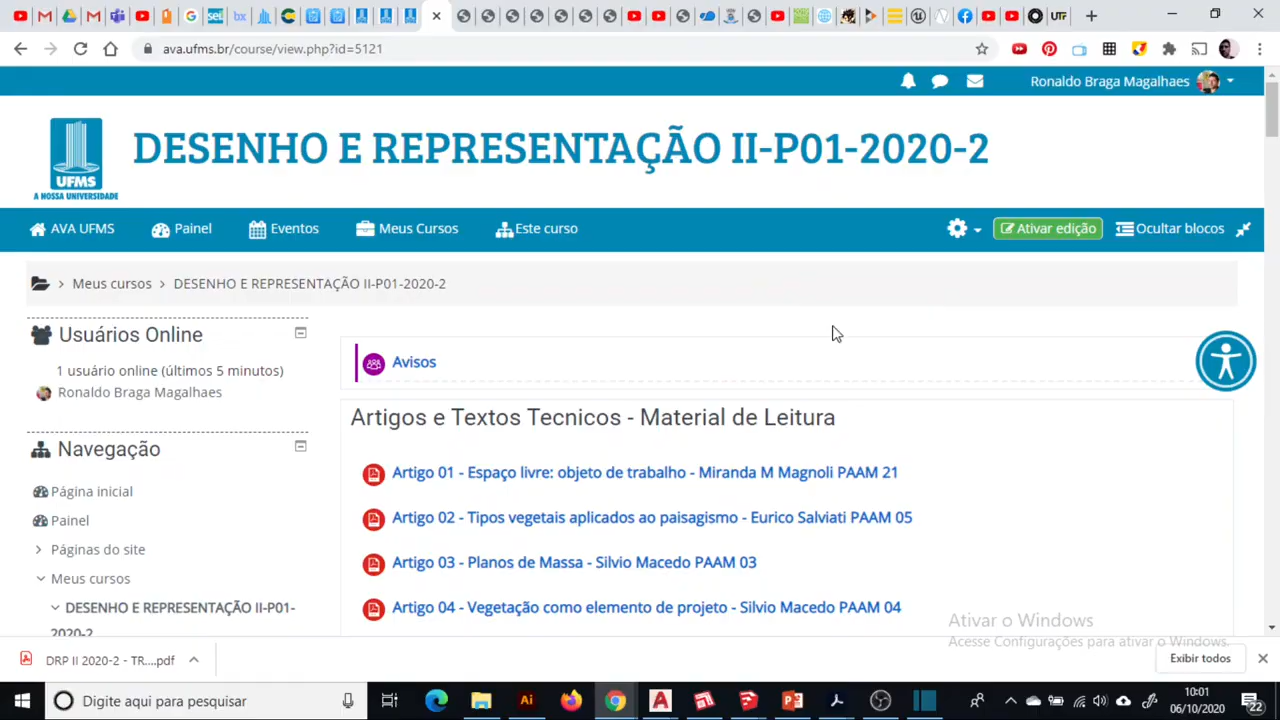 ava.ufms.br/course/view.php?id=5121
Ronaldo Braga Magalhaes
UFMS
A NOSSA UNIVERSIDADE
DESENHO E REPRESENTAÇÃO II-P01-2020-2
AVA UFMS Painel Eventos Meus Cursos Este curso Ativar edição Ocultar blocos
Meus cursos > DESENHO E REPRESENTAÇÃO II-P01-2020-2
Usuários Online
1 usuário online (últimos 5 minutos)
Ronaldo Braga Magalhaes
Navegação
Página inicial
Painel
Páginas do site
Meus cursos
DESENHO E REPRESENTAÇÃO II-P01-
2020-2
Avisos
Artigos e Textos Tecnicos - Material de Leitura
Artigo 01 - Espaço livre: objeto de trabalho - Miranda M Magnoli PAAM 21
Artigo 02 - Tipos vegetais aplicados ao paisagismo - Eurico Salviati PAAM 05
Artigo 03 - Planos de Massa - Silvio Macedo PAAM 03
Artigo 04 - Vegetação como elemento de projeto - Silvio Macedo PAAM 04
Ativar o Windows
Acesse Configurações para ativar o Windows.
DRP II 2020-2 - TR....pdf
Exibir todos
Digite aqui para pesquisar
10:01
06/10/2020
22